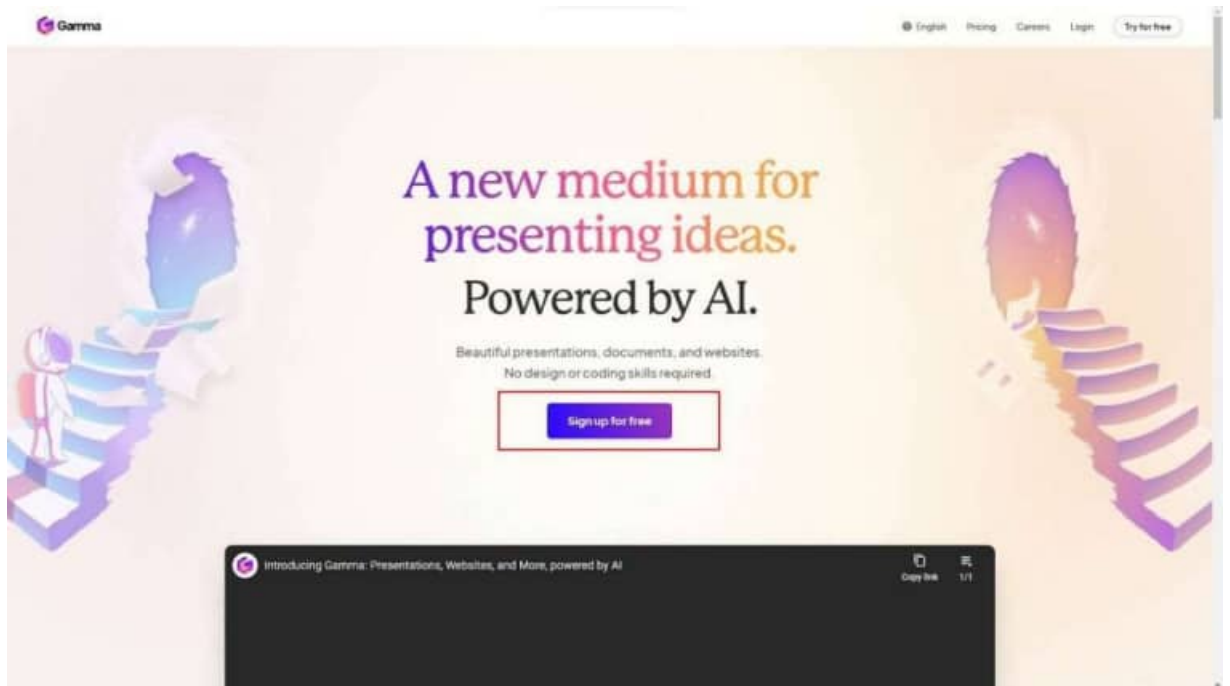 Gamma
English Pricing Careers Login Try for free
A new medium for
presenting ideas.
Powered by AI.
Beautiful presentations, documents, and websites.
No design or coding skills required.
Sign up for free
Introducing Gamma: Presentations, Websites, and More, powered by AI
Copy link
1/1